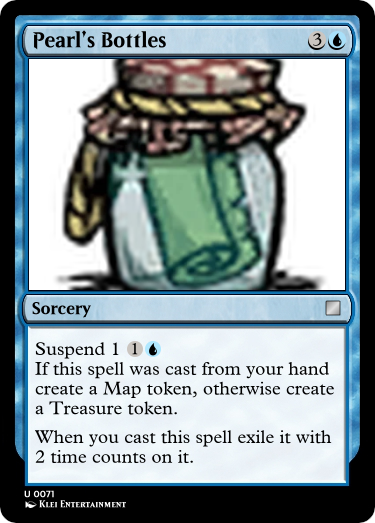 Pearl's Bottles 3
Sorcery
Suspend 1 1
If this spell was cast from your hand
create a Map token, otherwise create
a Treasure token.
When you cast this spell exile it with
2 time counts on it.
U 0071
Klei Entertainment